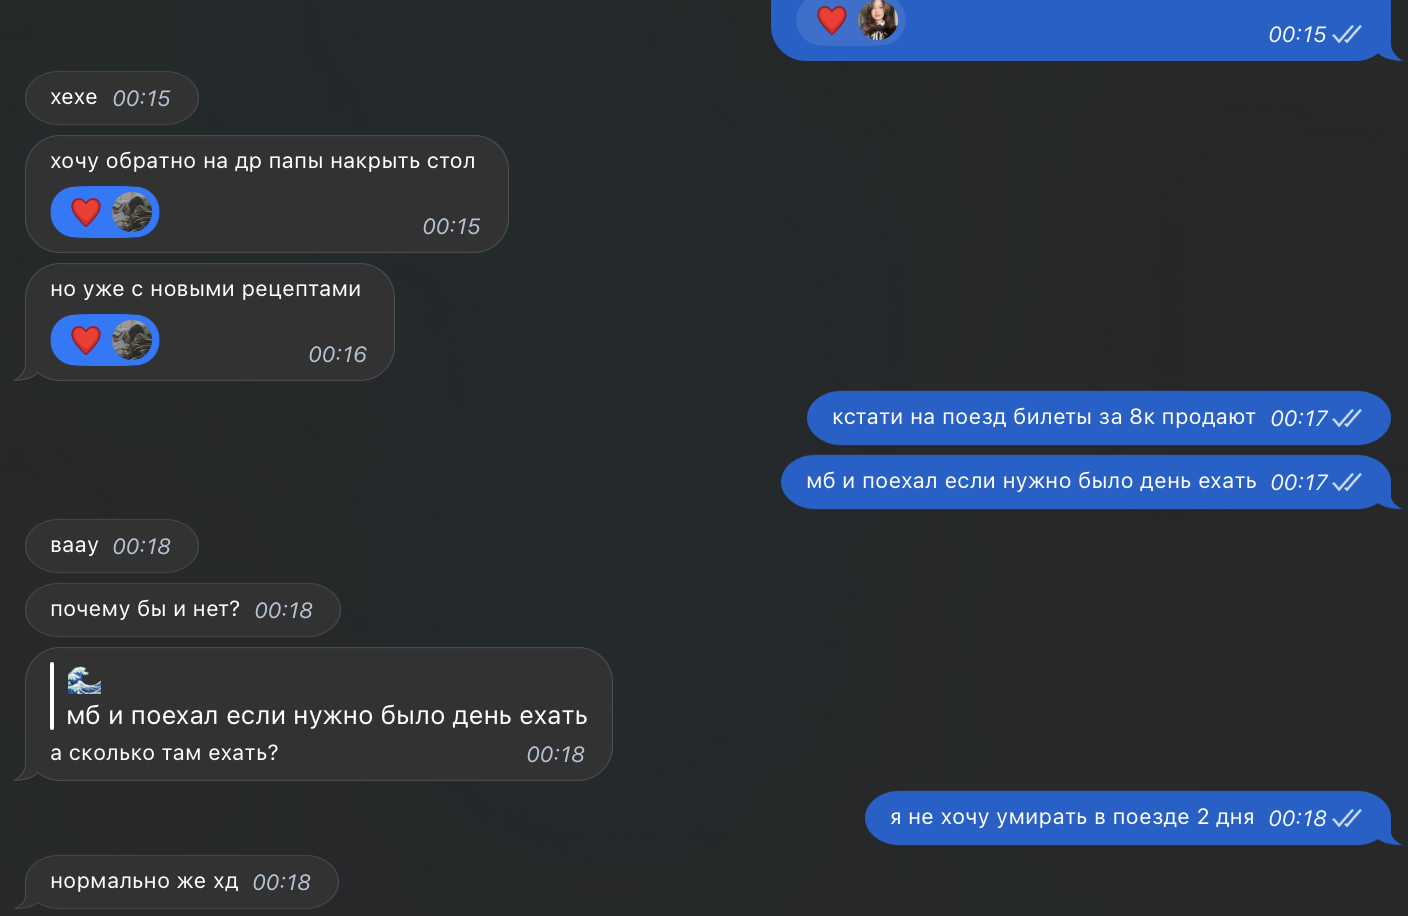 00:15
хехе 00:15
хочу обратно на др папы накрыть стол
00:15
но уже с новыми рецептами
00:16
кстати на поезд билеты за 8к продают 00:17
мб и поехал если нужно было день ехать 00:17
ваау 00:18
почему бы и нет? 00:18
мб и поехал если нужно было день ехать
а сколько там ехать? 00:18
я не хочу умирать в поезде 2 дня 00:18
нормально же хд 00:18